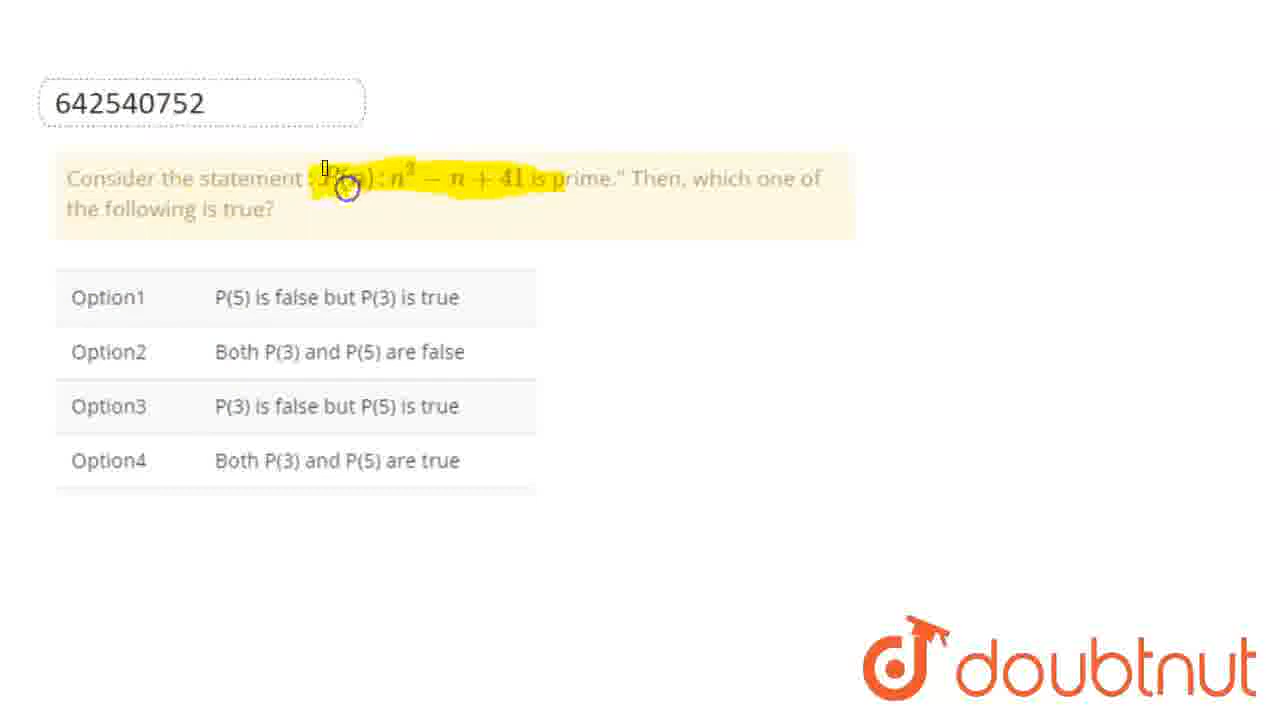 642540752
Consider the statement : P(n) : n² − n + 41 is prime." Then, which one of
the following is true?
Option1 P(5) is false but P(3) is true
Option2 Both P(3) and P(5) are false
Option3 P(3) is false but P(5) is true
Option4 Both P(3) and P(5) are true
doubtnut